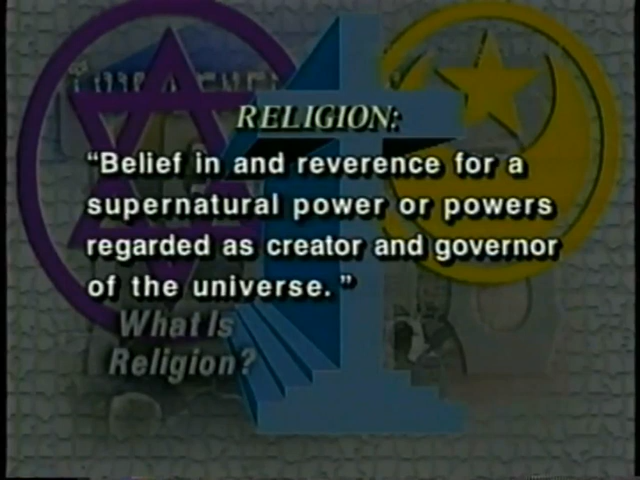 RELIGION:
“Belief in and reverence for a
supernatural power or powers
regarded as creator and governor
of the universe.”
What Is
Religion?